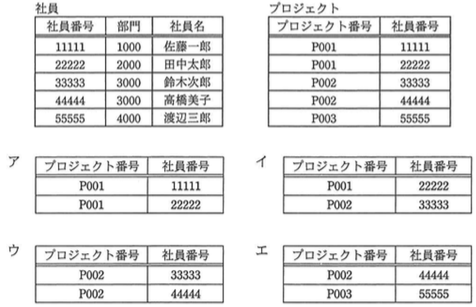 社員
社員番号 部門 社員名
11111 1000 佐藤一郎
22222 2000 田中太郎
33333 3000 鈴木次郎
44444 3000 高橋美子
55555 4000 渡辺三郎
プロジェクト
プロジェクト番号 社員番号
P001 11111
P001 22222
P002 33333
P002 44444
P003 55555
ア
プロジェクト番号 社員番号
P001 11111
P001 22222
イ
プロジェクト番号 社員番号
P001 22222
P002 33333
ウ
プロジェクト番号 社員番号
P002 33333
P002 44444
エ
プロジェクト番号 社員番号
P002 44444
P003 55555